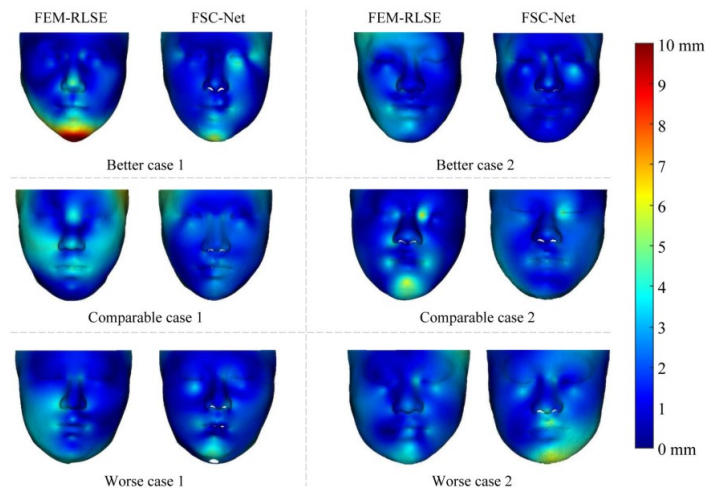 FEM-RLSE FSC-Net FEM-RLSE FSC-Net
10 mm
9
8
7
6
5
4
3
2
1
0 mm
Better case 1 Better case 2
Comparable case 1 Comparable case 2
Worse case 1 Worse case 2